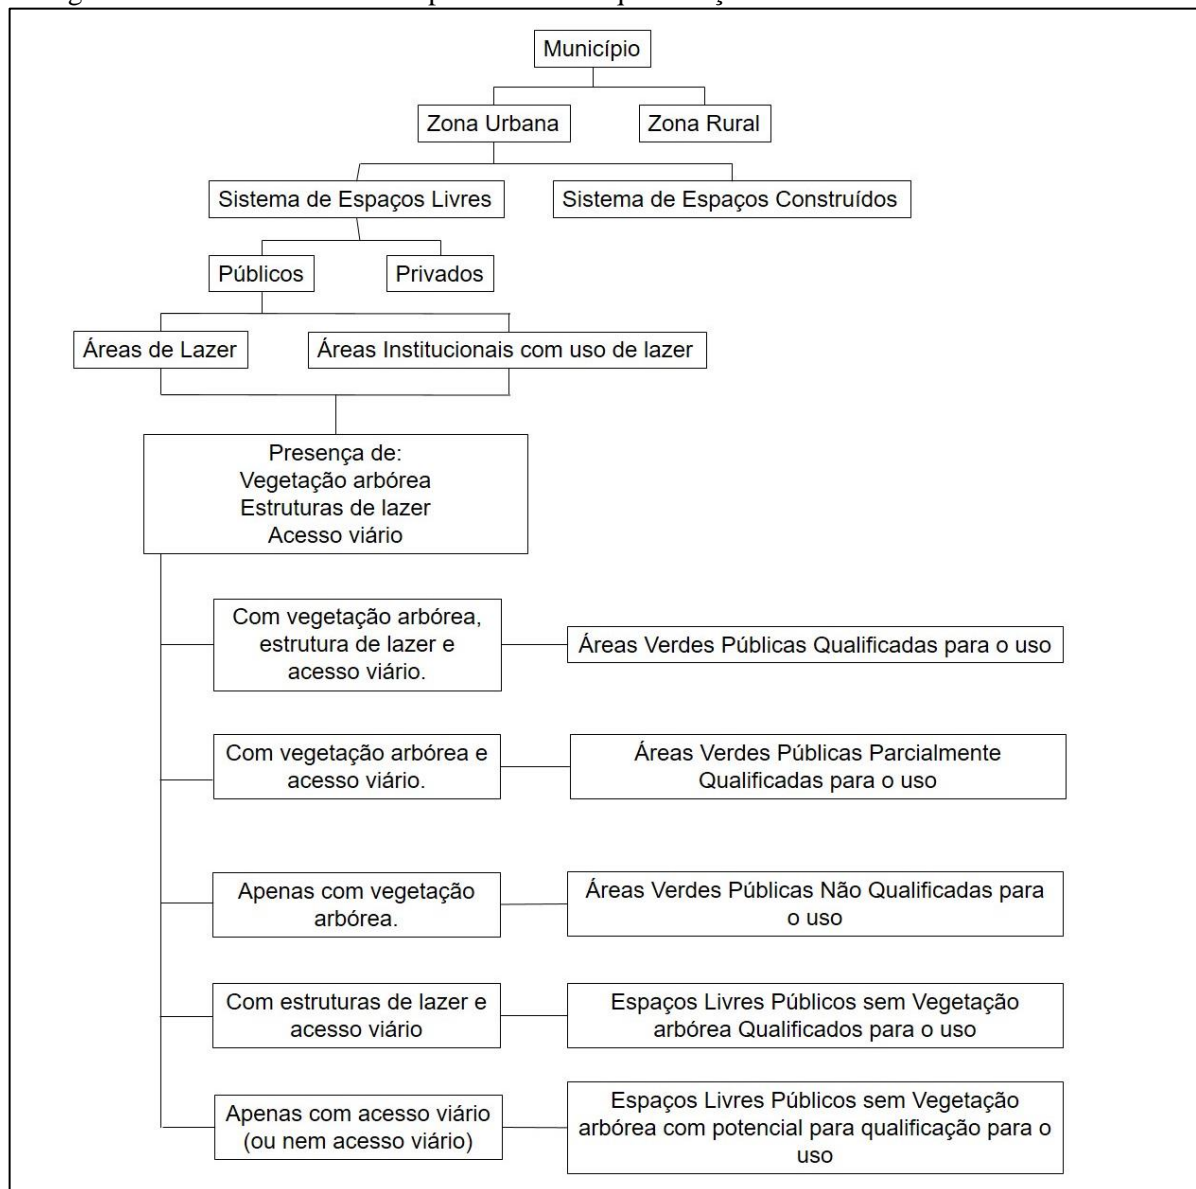 Município
Zona Urbana
Zona Rural
Sistema de Espaços Livres
Sistema de Espaços Construídos
Públicos
Privados
Áreas de Lazer
Áreas Institucionais com uso de lazer
Presença de:
Vegetação arbórea
Estruturas de lazer
Acesso viário
Com vegetação arbórea,
estrutura de lazer e
acesso viário.
Áreas Verdes Públicas Qualificadas para o uso
Com vegetação arbórea e
acesso viário.
Áreas Verdes Públicas Parcialmente
Qualificadas para o uso
Apenas com vegetação
arbórea.
Áreas Verdes Públicas Não Qualificadas para
o uso
Com estruturas de lazer e
acesso viário
Espaços Livres Públicos sem Vegetação
arbórea Qualificados para o uso
Apenas com acesso viário
(ou nem acesso viário)
Espaços Livres Públicos sem Vegetação
arbórea com potencial para qualificação para o
uso